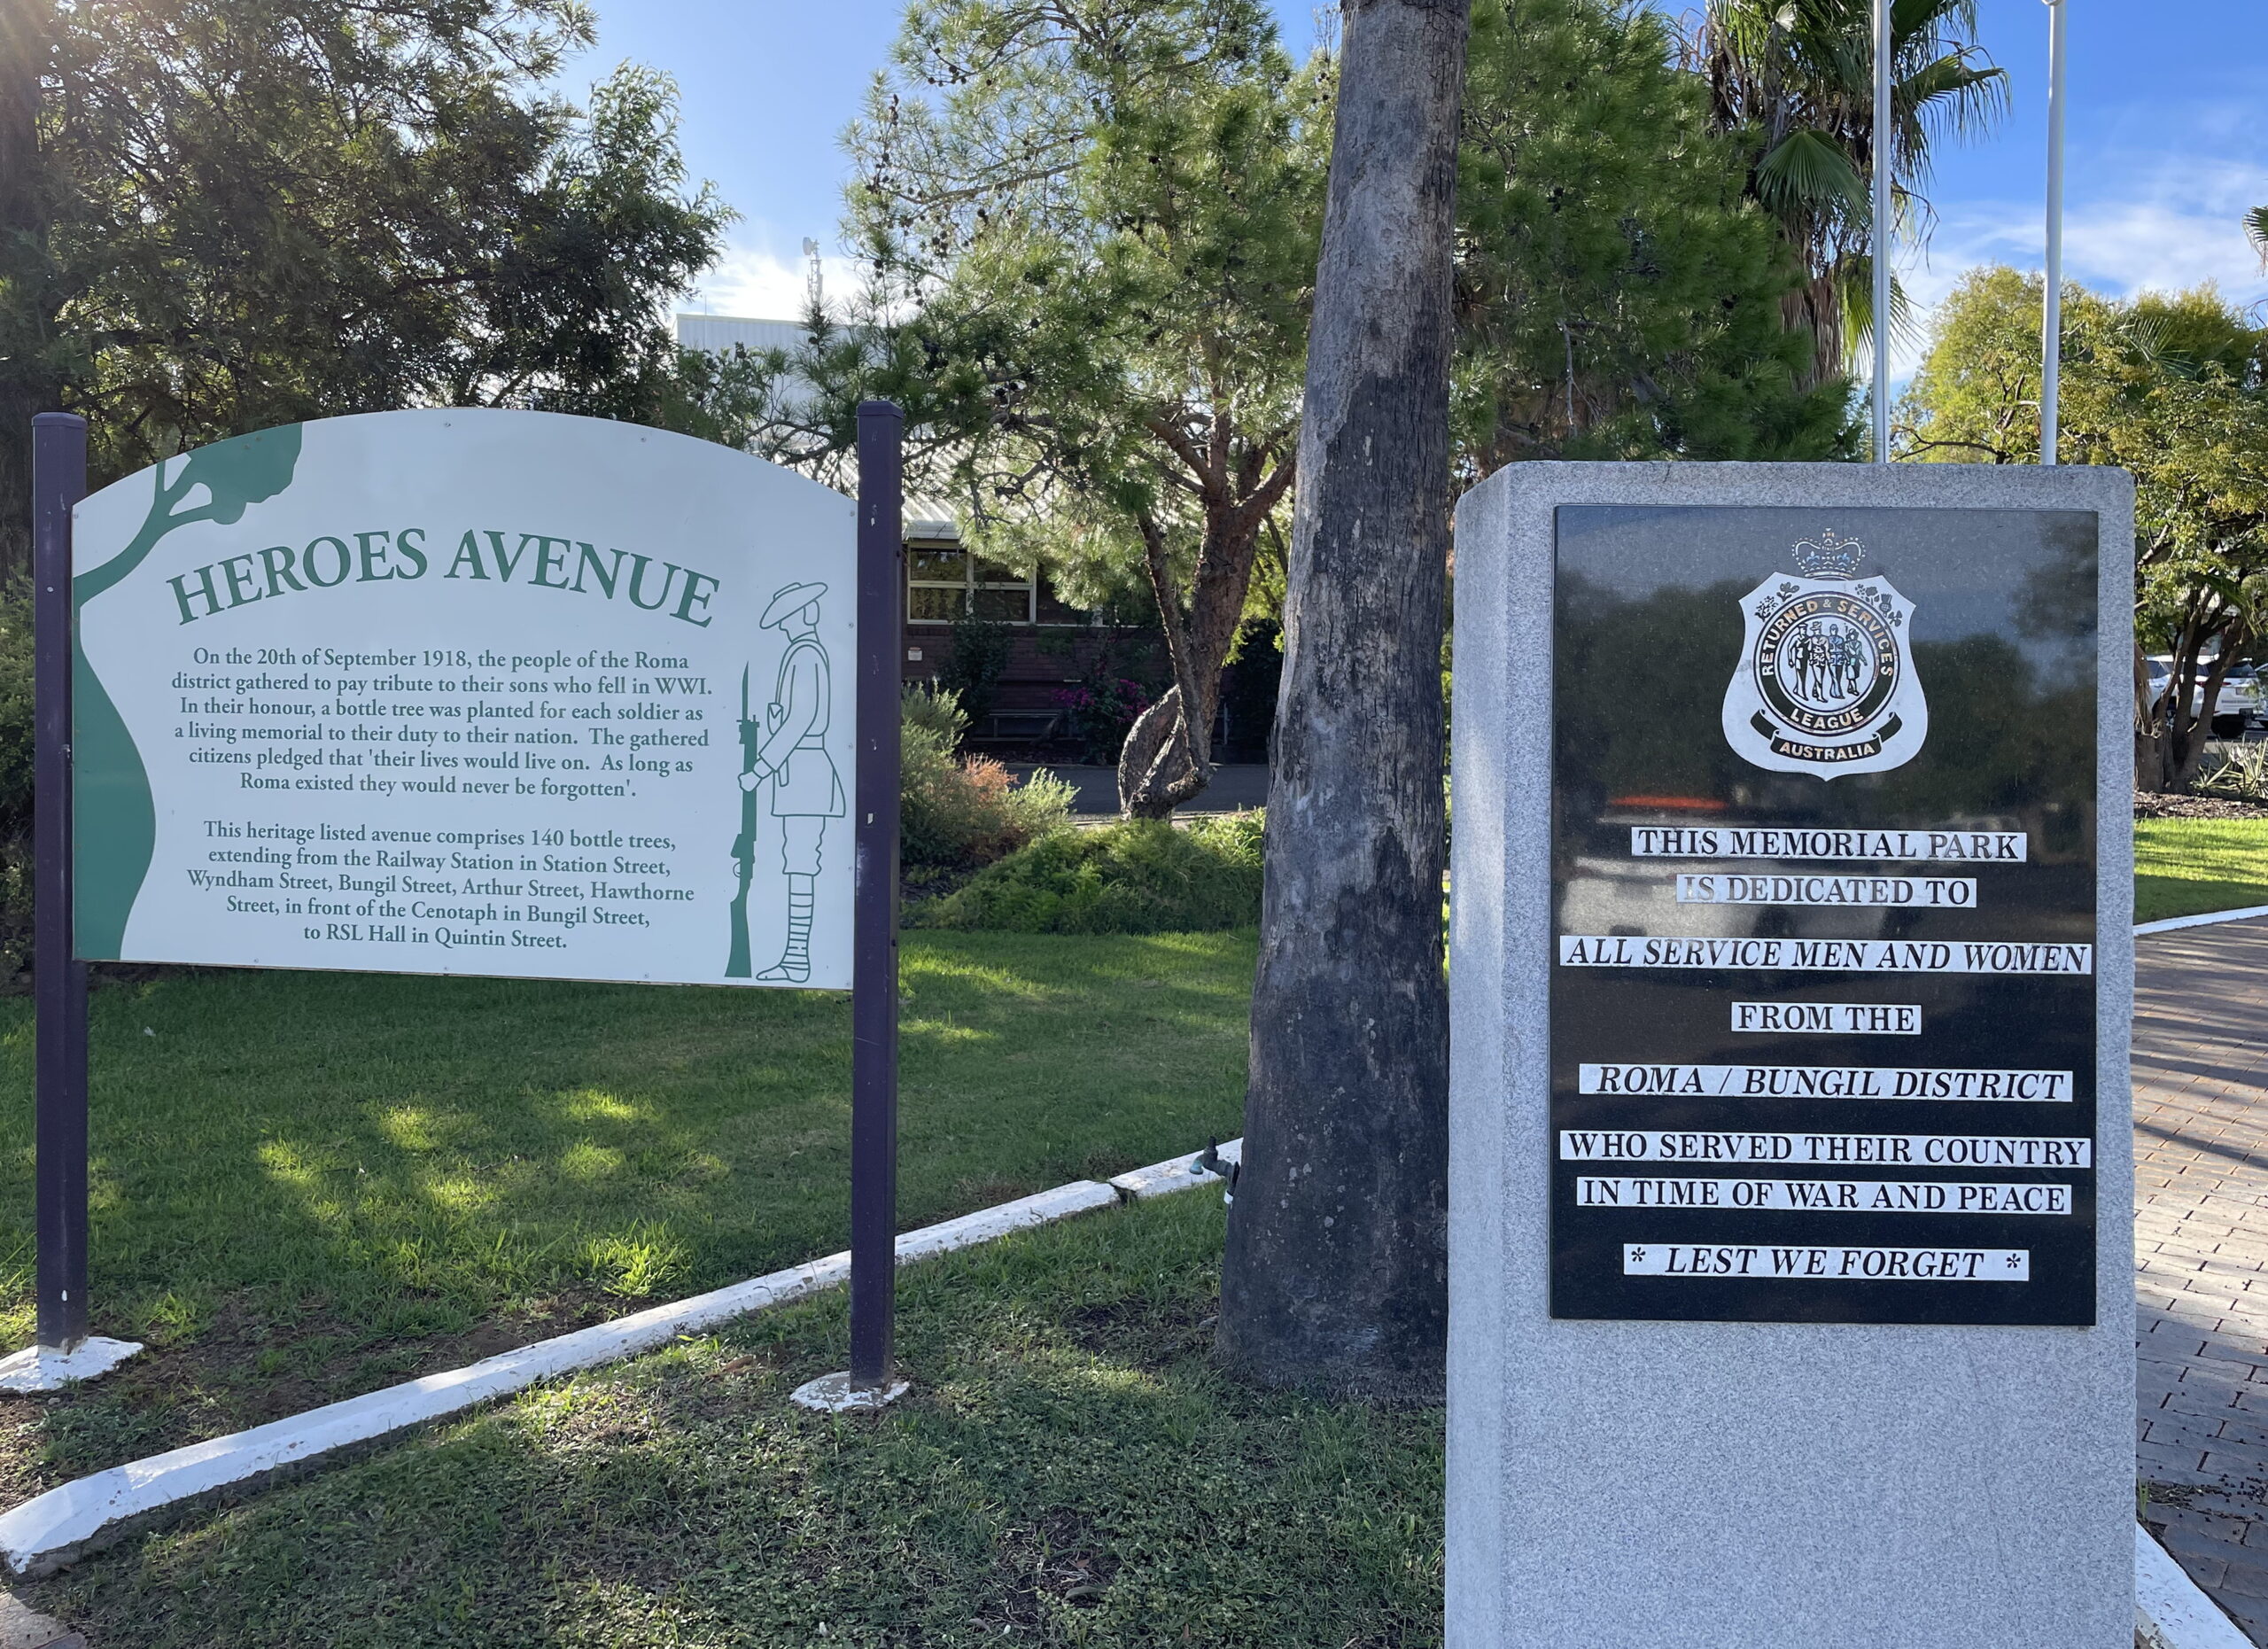 HEROES AVENUE
On the 20th of September 1918, the people of the Roma
district gathered to pay tribute to their sons who fell in WWI.
In their honour, a bottle tree was planted for each soldier as
a living memorial to their duty to their nation. The gathered
citizens pledged that 'their lives would live on. As long as
Roma existed they would never be forgotten'.
This heritage listed avenue comprises 140 bottle trees,
extending from the Railway Station in Station Street,
Wyndham Street, Bungil Street, Arthur Street, Hawthorne
Street, in front of the Cenotaph in Bungil Street,
to RSL Hall in Quintin Street.
RETURNED & SERVICES
LEAGUE
AUSTRALIA
THIS MEMORIAL PARK
IS DEDICATED TO
ALL SERVICE MEN AND WOMEN
FROM THE
ROMA / BUNGIL DISTRICT
WHO SERVED THEIR COUNTRY
IN TIME OF WAR AND PEACE
* LEST WE FORGET *